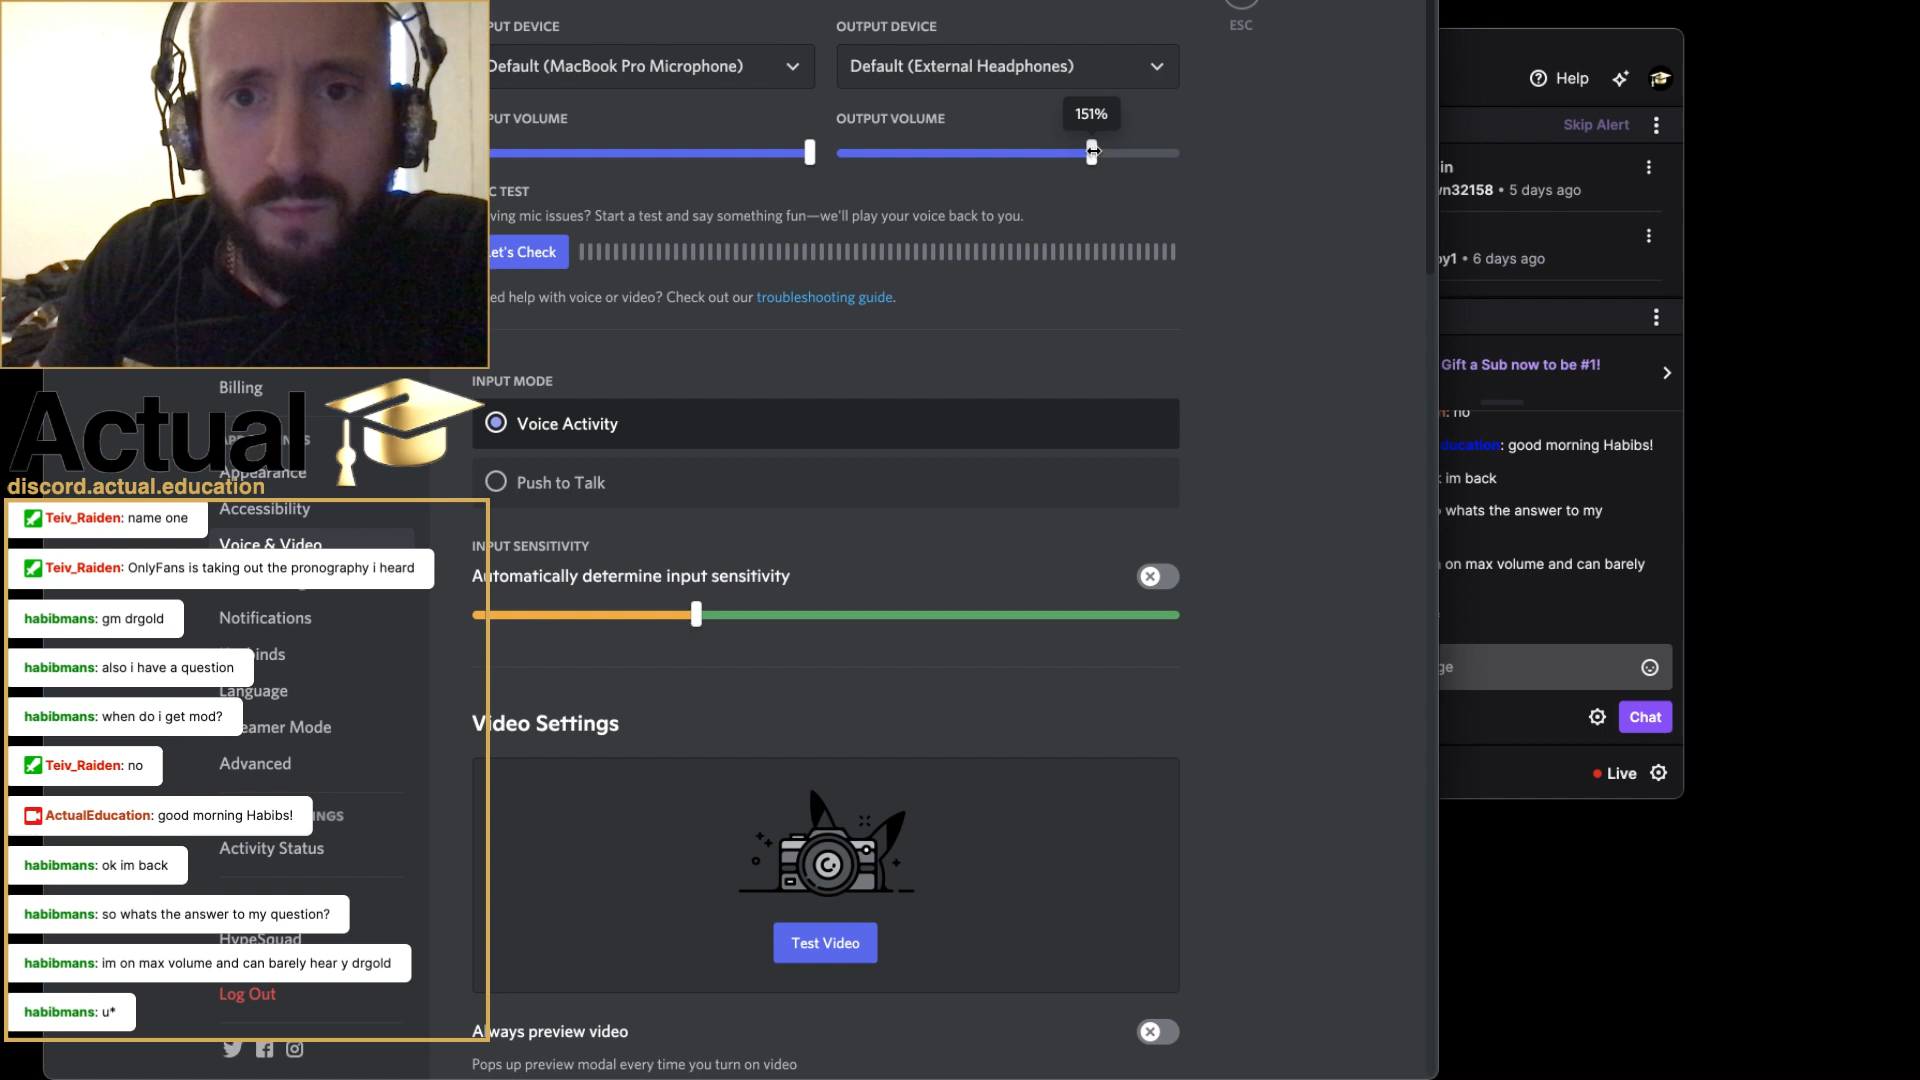 PUT DEVICE
OUTPUT DEVICE
ESC
Default (MacBook Pro Microphone)
Default (External Headphones)
Help
151%
PUT VOLUME
OUTPUT VOLUME
Skip Alert
in
wn32158 • 5 days ago
C TEST
ving mic issues? Start a test and say something fun—we'll play your voice back to you.
et's Check
oy1 • 6 days ago
ed help with voice or video? Check out our troubleshooting guide.
Gift a Sub now to be #1!
INPUT MODE
Voice Activity
Push to Talk
n: no
ducation: good morning Habibs!
: im back
whats the answer to my
on max volume and can barely
ge
Chat
Live
Billing
Actual
NGS
Appearance
discord.actual.education
Accessibility
Voice & Video
Notifications
binds
Language
eamer Mode
Advanced
INGS
Activity Status
HypeSquad
Log Out
Teiv_Raiden: name one
Teiv_Raiden: OnlyFans is taking out the pronography i heard
habibmans: gm drgold
habibmans: also i have a question
habibmans: when do i get mod?
Teiv_Raiden: no
ActualEducation: good morning Habibs!
habibmans: ok im back
habibmans: so whats the answer to my question?
habibmans: im on max volume and can barely hear y drgold
habibmans: u*
INPUT SENSITIVITY
Automatically determine input sensitivity
Video Settings
Test Video
Always preview video
Pops up preview modal every time you turn on video